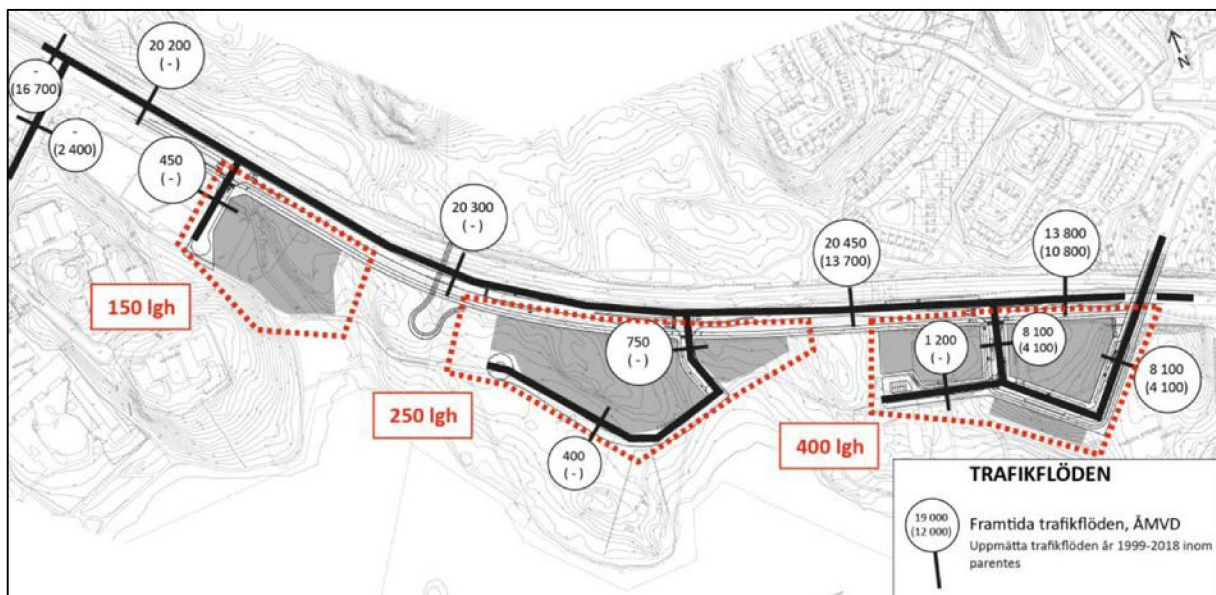 20 200
( - )
-
(16 700)
-
(2 400)
450
( - )
20 300
( - )
20 450
(13 700)
13 800
(10 800)
N
150 lgh
750
( - )
1 200
( - )
8 100
(4 100)
8 100
(4 100)
250 lgh
400
( - )
400 lgh
TRAFIKFLÖDEN
19 000
(12 000)
Framtida trafikflöden, ÅMVD
Uppmätta trafikflöden år 1999-2018 inom
parentes